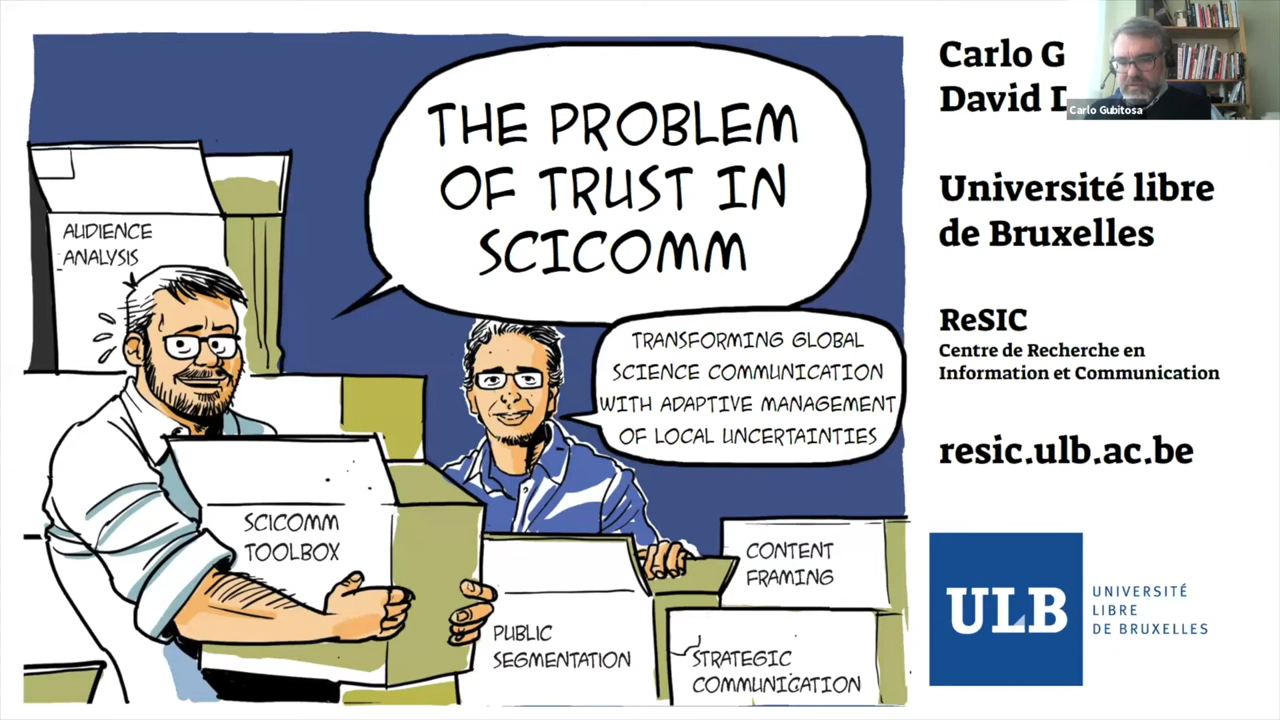 THE PROBLEM
OF TRUST IN
SCICOMM
TRANSFORMING GLOBAL
SCIENCE COMMUNICATION
WITH ADAPTIVE MANAGEMENT
OF LOCAL UNCERTAINTIES
AUDIENCE
ANALYSIS
SCICOMM
TOOLBOX
PUBLIC
SEGMENTATION
CONTENT
FRAMING
STRATEGIC
COMMUNICATION
Carlo G
David D
Carlo Gubitosa
Université libre
de Bruxelles
ReSIC
Centre de Recherche en
Information et Communication
resic.ulb.ac.be
ULB
UNIVERSITÉ
LIBRE
DE BRUXELLES